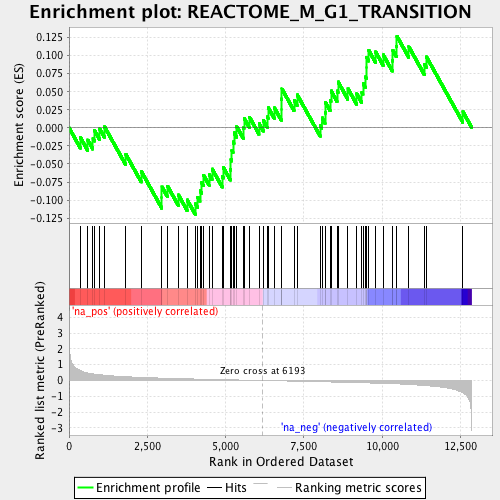 Enrichment plot: REACTOME_M_G1_TRANSITION
Enrichment score (ES)
0.125
0.100
0.075
0.050
0.025
0.000
-0.025
-0.050
-0.075
-0.100
-0.125
'na_pos' (positively correlated)
Ranked list metric (PreRanked)
4
3
2
1
0
-1
-2
-3
Zero cross at 6193
'na_neg' (negatively correlated)
0
2,500
5,000
7,500
10,000
12,500
Rank in Ordered Dataset
Enrichment profile
Hits
Ranking metric scores